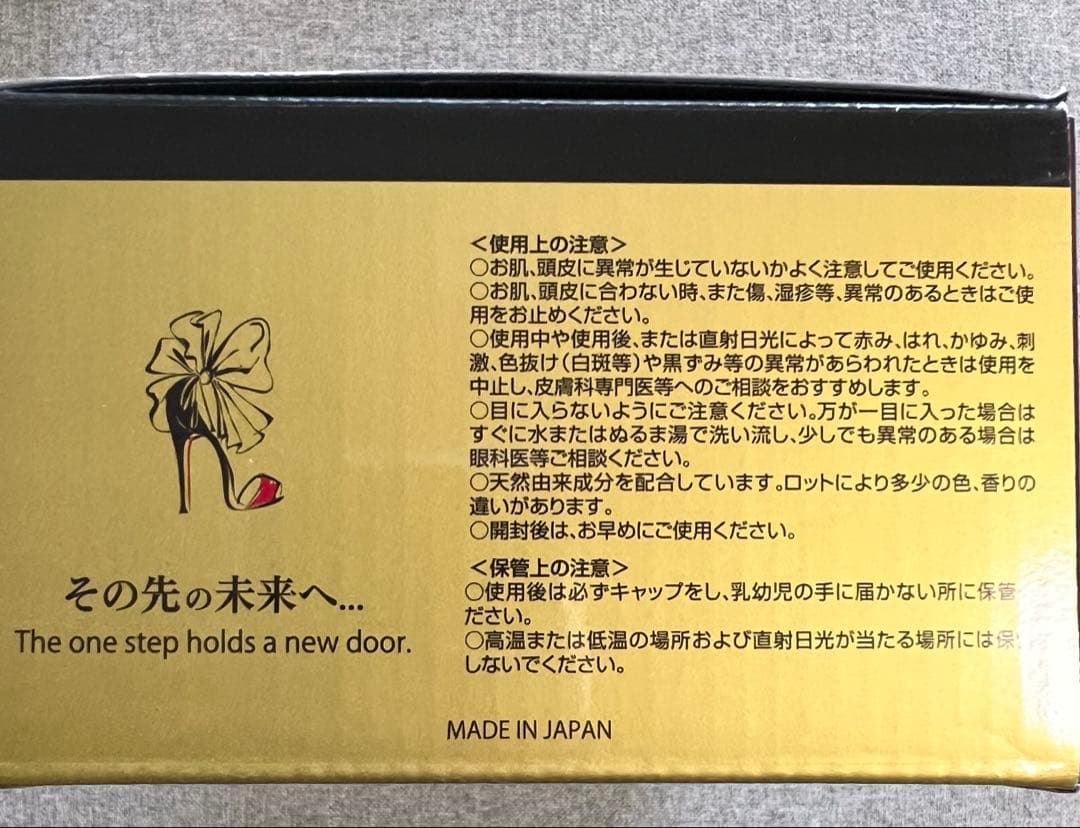 その先の未来へ...
The one step holds a new door.
<使用上の注意>
○お肌、頭皮に異常が生じていないかよく注意してご使用ください。
○お肌、頭皮に合わない時、また傷、湿疹等、異常のあるときはご使
用をお止めください。
○使用中や使用後、または直射日光によって赤み、はれ、かゆみ、刺
激、色抜け(白斑等)や黒ずみ等の異常があらわれたときは使用を
中止し、皮膚科専門医等へのご相談をおすすめします。
○目に入らないようにご注意ください。万が一目に入った場合は
すぐに水またはぬるま湯で洗い流し、少しでも異常のある場合は
眼科医等ご相談ください。
○天然由来成分を配合しています。ロットにより多少の色、香りの
違いがあります。
○開封後は、お早めにご使用ください。
<保管上の注意>
○使用後は必ずキャップをし、乳幼児の手に届かない所に保管
ださい。
○高温または低温の場所および直射日光が当たる場所には保
しないでください。
MADE IN JAPAN